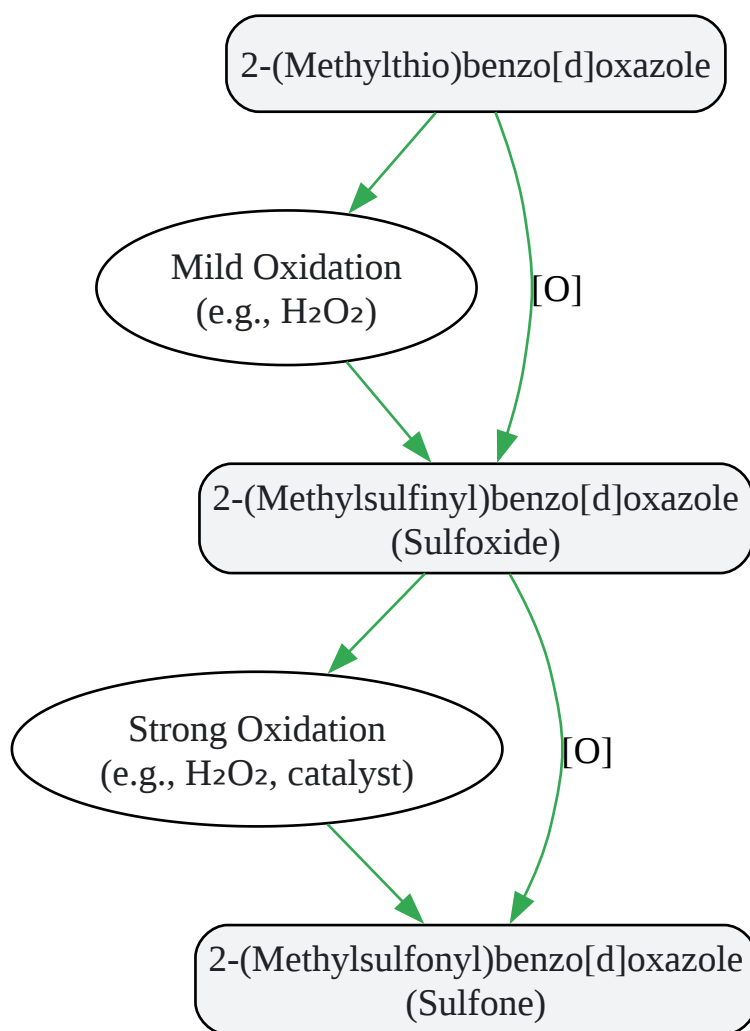 2-(Methylthio)benzo[d]oxazole
Mild Oxidation
(e.g., H₂O₂)
[O]
2-(Methylsulfinyl)benzo[d]oxazole
(Sulfoxide)
Strong Oxidation
(e.g., H₂O₂, catalyst)
[O]
2-(Methylsulfonyl)benzo[d]oxazole
(Sulfone)